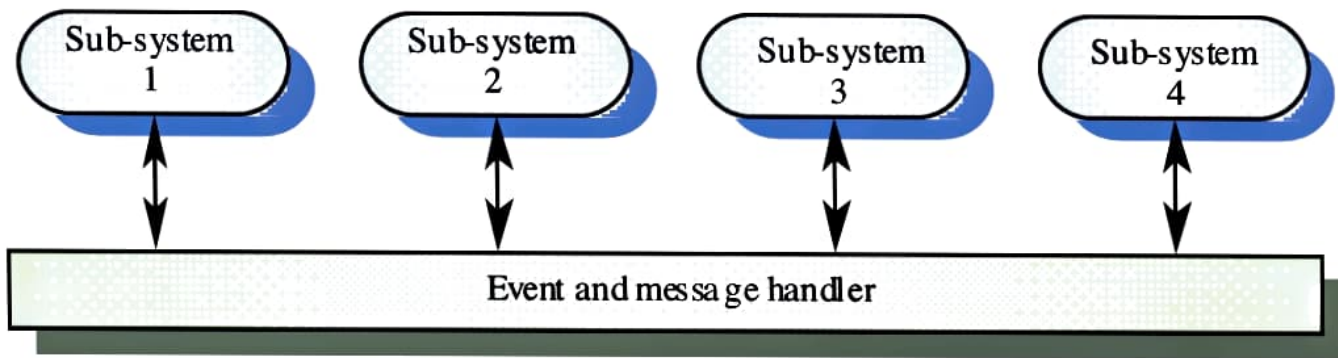 Sub-system
1
Sub-system
2
Sub-system
3
Sub-system
4
Event and message handler